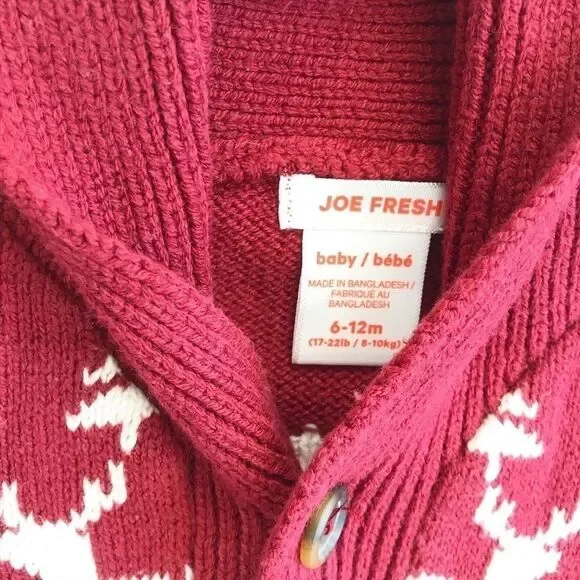 JOE FRESH
baby / bébé
MADE IN BANGLADESH /
FABRIQUÉ AU
BANGLADESH
6-12m
(17-22lb / 8-10kg)